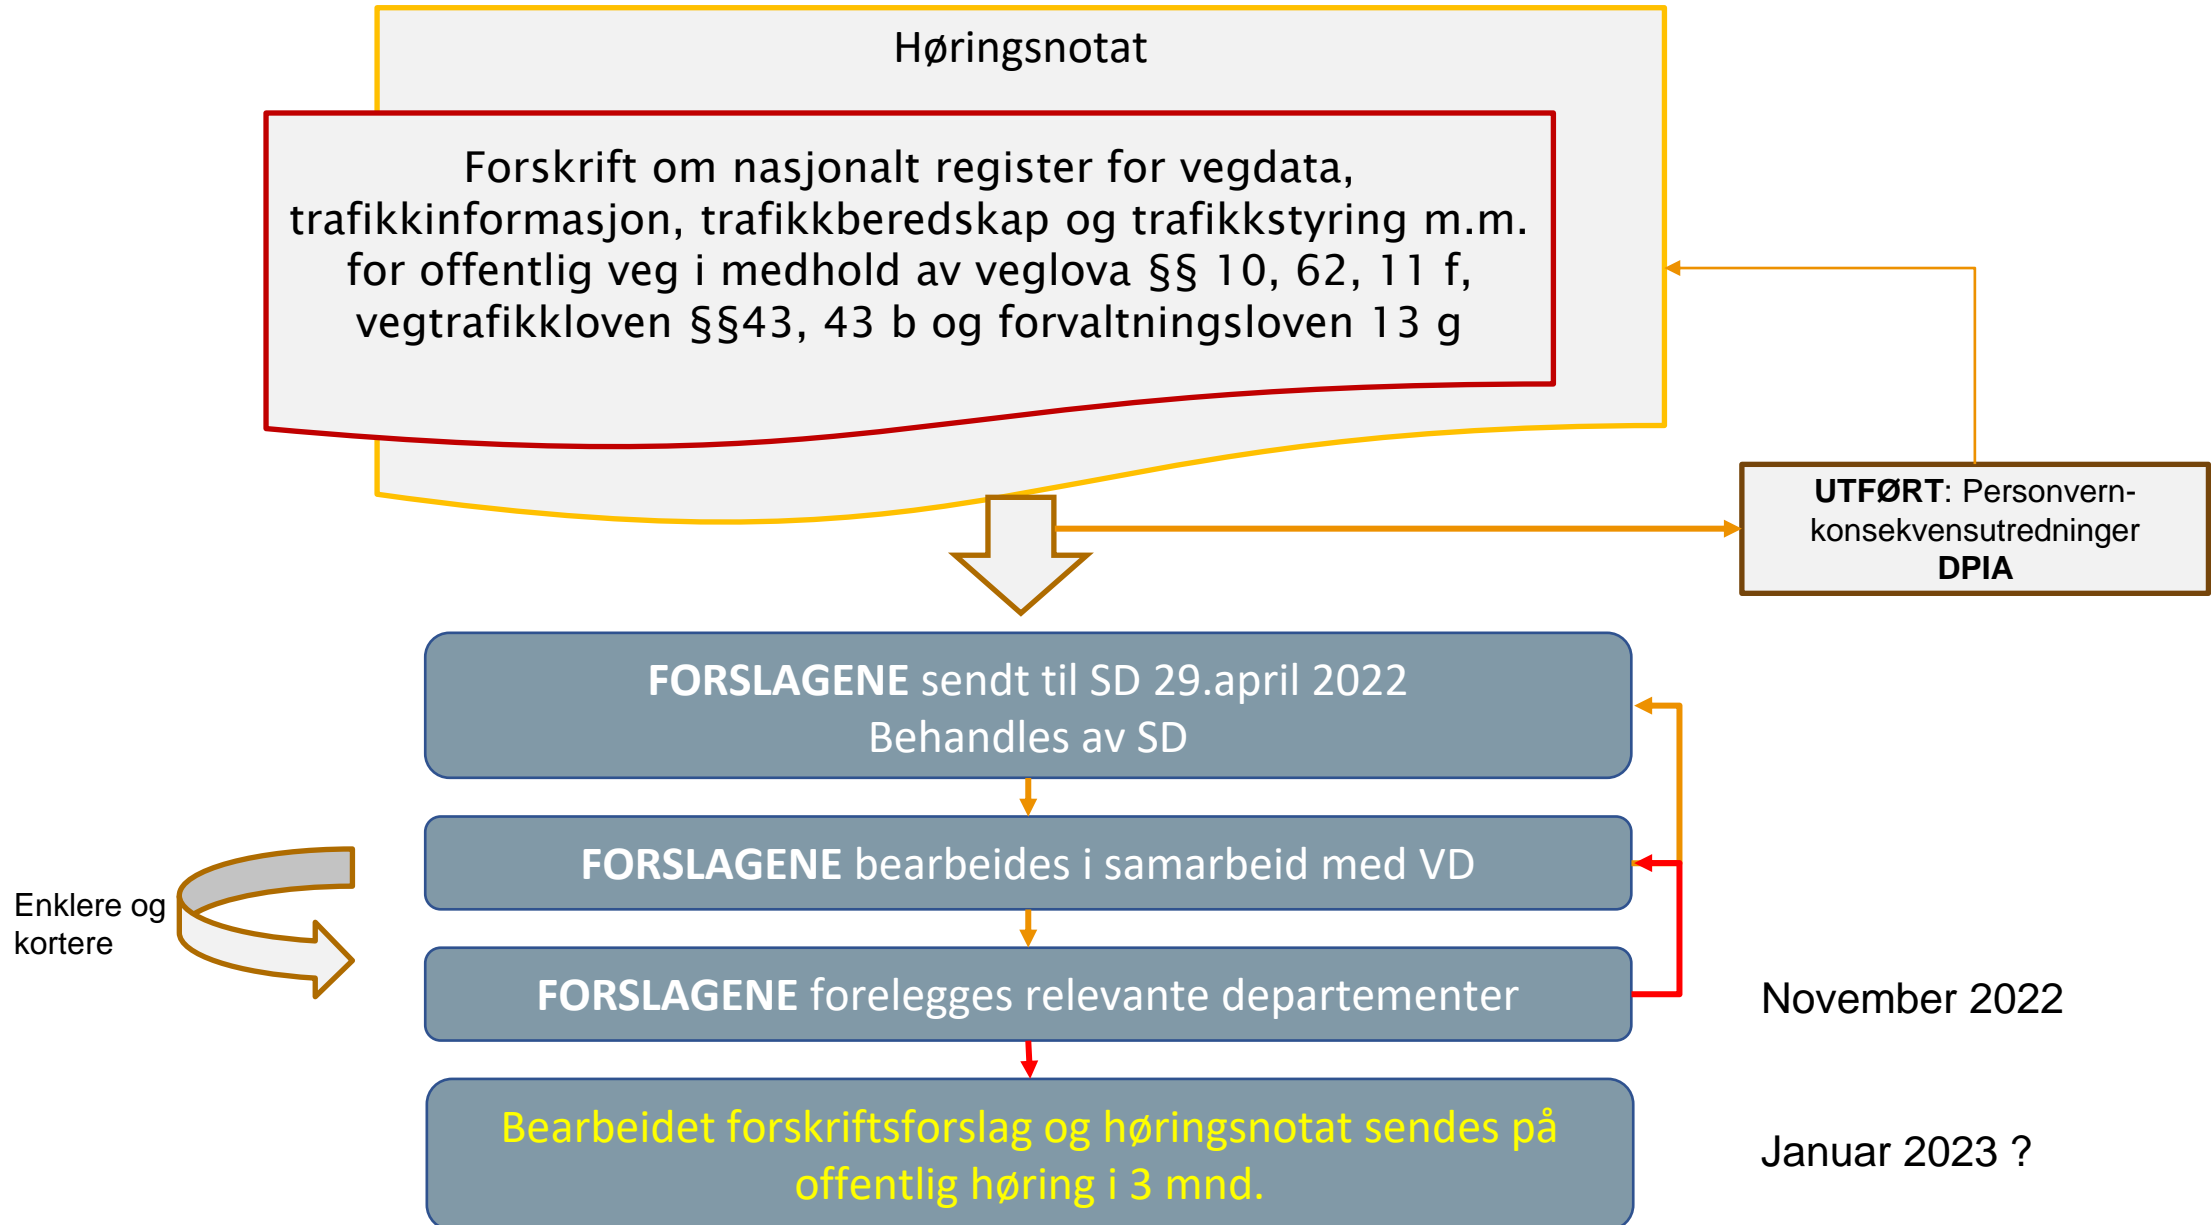 Høringsnotat
Forskrift om nasjonalt register for vegdata,
trafikkinformasjon, trafikkberedskap og trafikkstyring m.m.
for offentlig veg i medhold av veglova §§ 10, 62, 11 f,
vegtrafikkloven §§43, 43 b og forvaltningsloven 13 g
UTFØRT: Personvern-
konsekvensutredninger
DPIA
FORSLAGENE sendt til SD 29.april 2022
Behandles av SD
FORSLAGENE bearbeides i samarbeid med VD
Enklere og
kortere
FORSLAGENE forelegges relevante departementer
November 2022
Bearbeidet forskriftsforslag og høringsnotat sendes på
offentlig høring i 3 mnd.
Januar 2023 ?